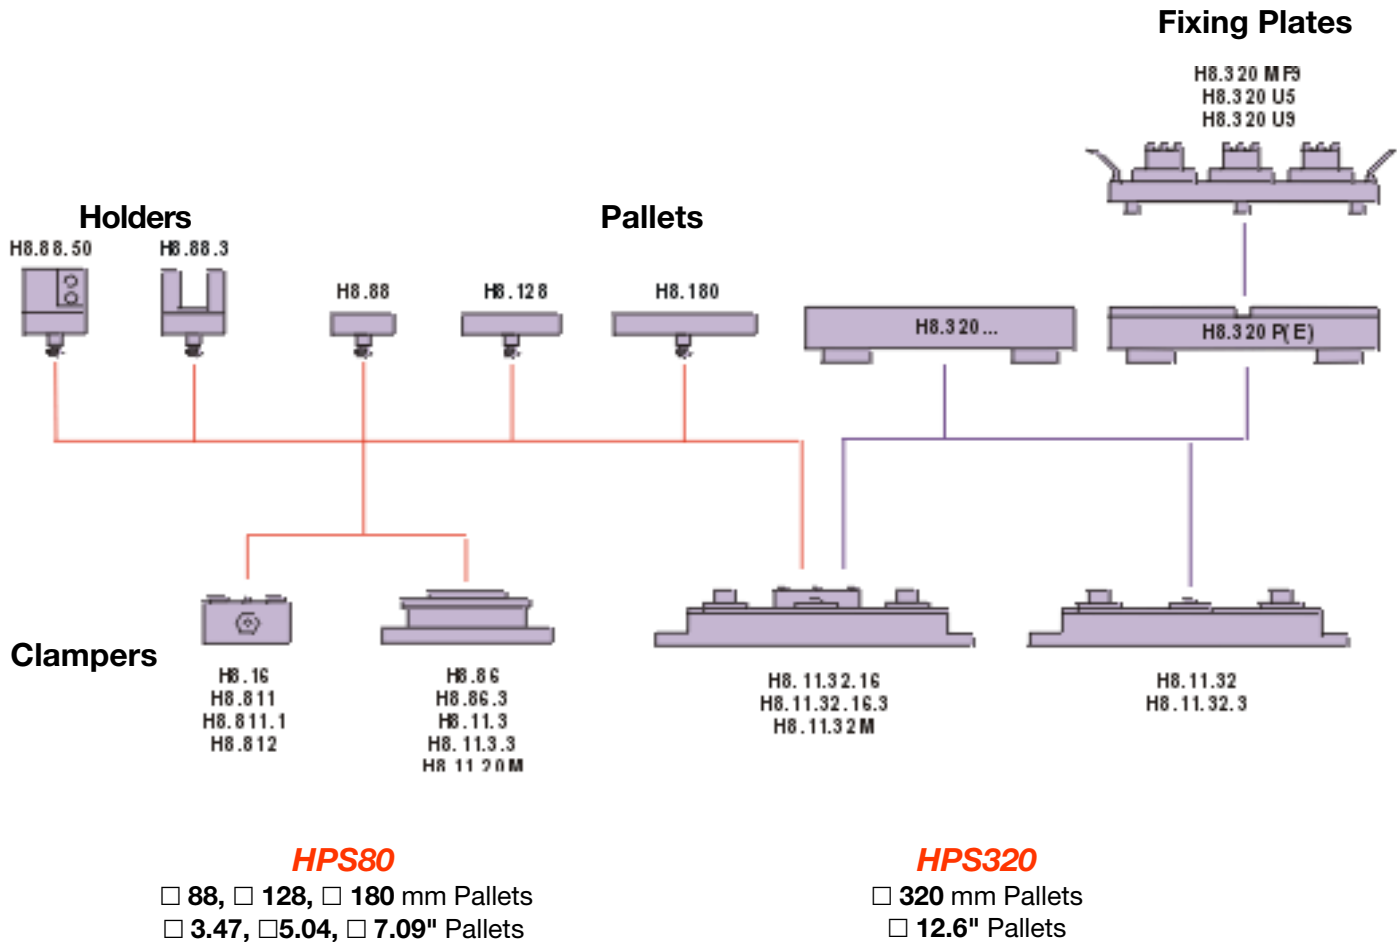 Fixing Plates
H8.320 MF9
H8.320 U5
H8.320 U9
Holders
Pallets
H8.88.50
H8.88.3
H8.88
H8.128
H8.180
H8.320...
H8.320 P(E)
Clampers
H8.16
H8.811
H8.811.1
H8.812
H8.86
H8.86.3
H8.11.3
H8.11.3.3
H8.11.20M
H8.11.32.16
H8.11.32.16.3
H8.11.32M
H8.11.32
H8.11.32.3
HPS80
□ 88, □ 128, □ 180 mm Pallets
□ 3.47, □5.04, □ 7.09" Pallets
HPS320
□ 320 mm Pallets
□ 12.6" Pallets